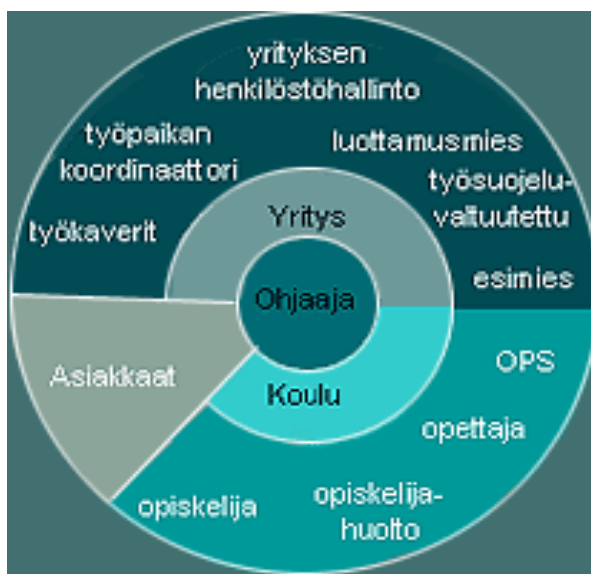 yrityksen
henkilöstöhallinto
työpaikan
koordinaattori
luottamusmies
työsuojelu-
valtuutettu
työkaverit
Yritys
esimies
Ohjaaja
Asiakkaat
Koulu
OPS
opettaja
opiskelija-
huolto
opiskelija